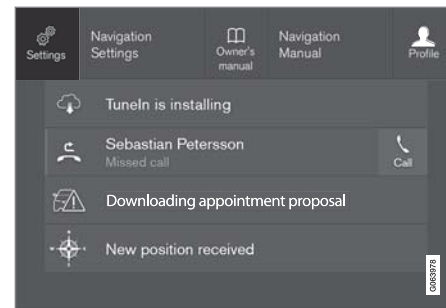 Settings
Navigation
Settings
Owner's
manual
Navigation
Manual
Profile
TuneIn is installing
Sebastian Petersson
Missed call
Call
Downloading appointment proposal
New position received
G063978